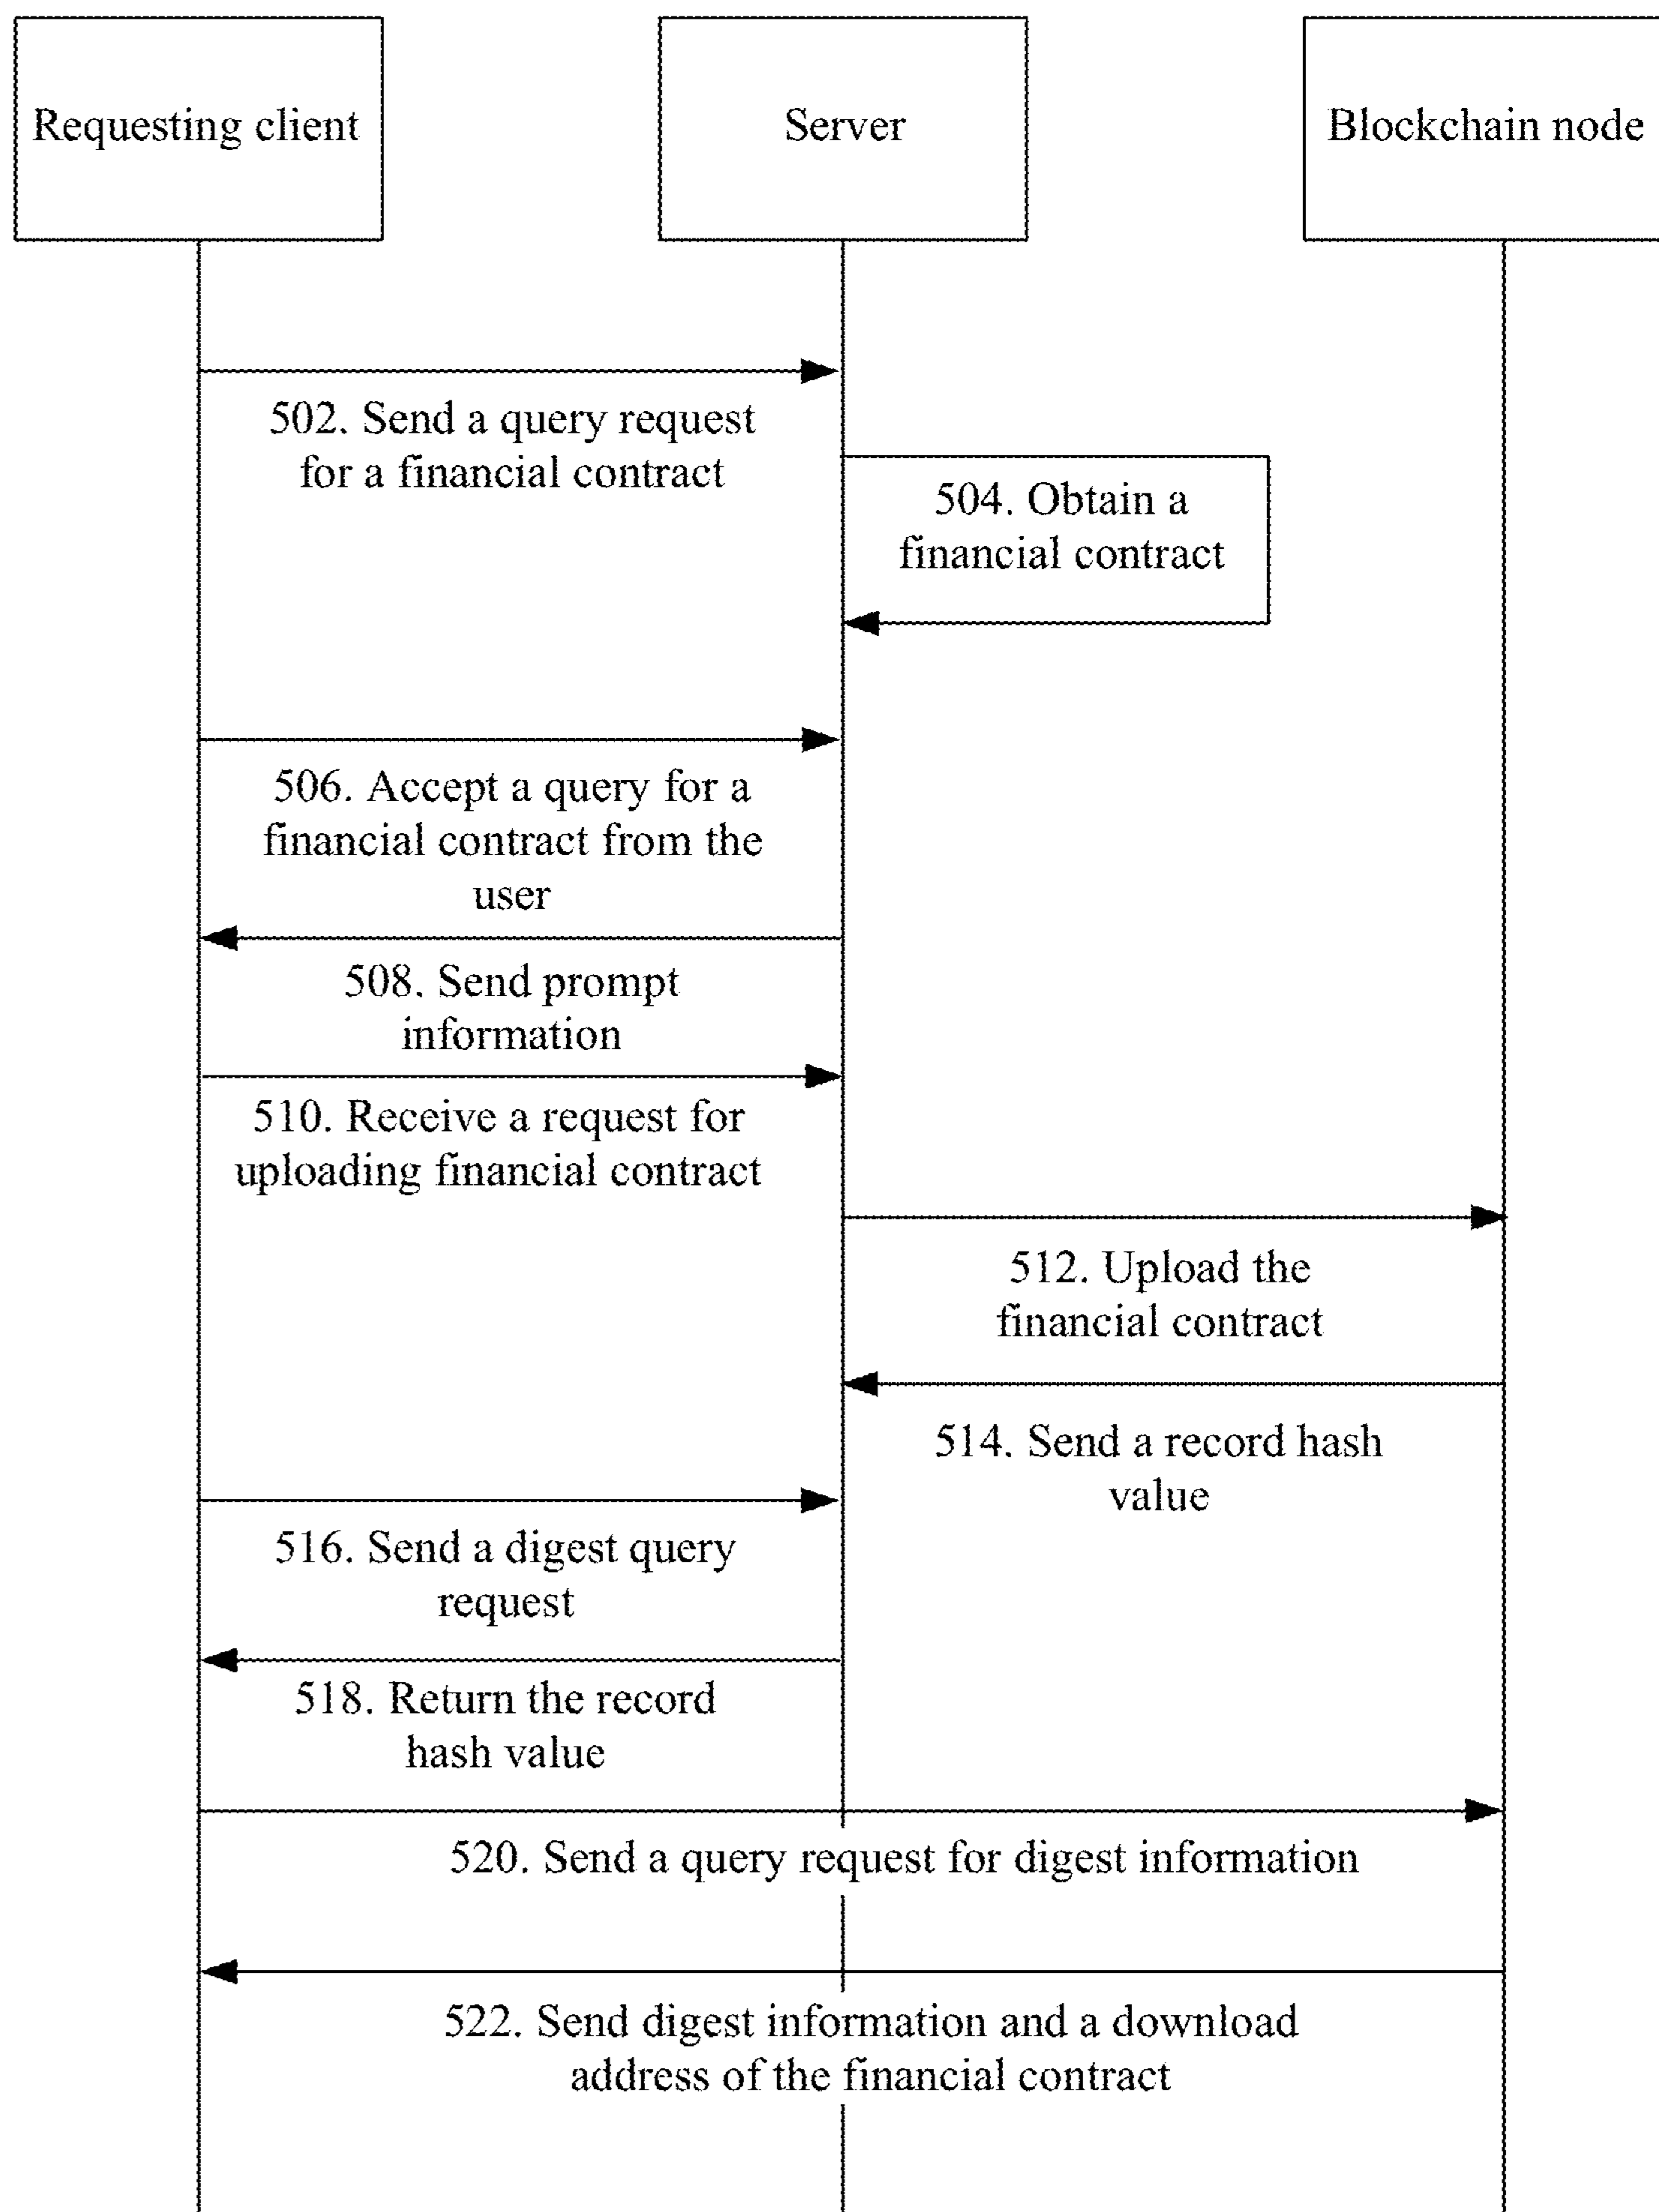 Requesting client
Server
Blockchain node
502. Send a query request
for a financial contract
504. Obtain a
financial contract
506. Accept a query for a
financial contract from the
user
508. Send prompt
information
510. Receive a request for
uploading financial contract
512. Upload the
financial contract
514. Send a record hash
value
516. Send a digest query
request
518. Return the record
hash value
520. Send a query request for digest information
522. Send digest information and a download
address of the financial contract